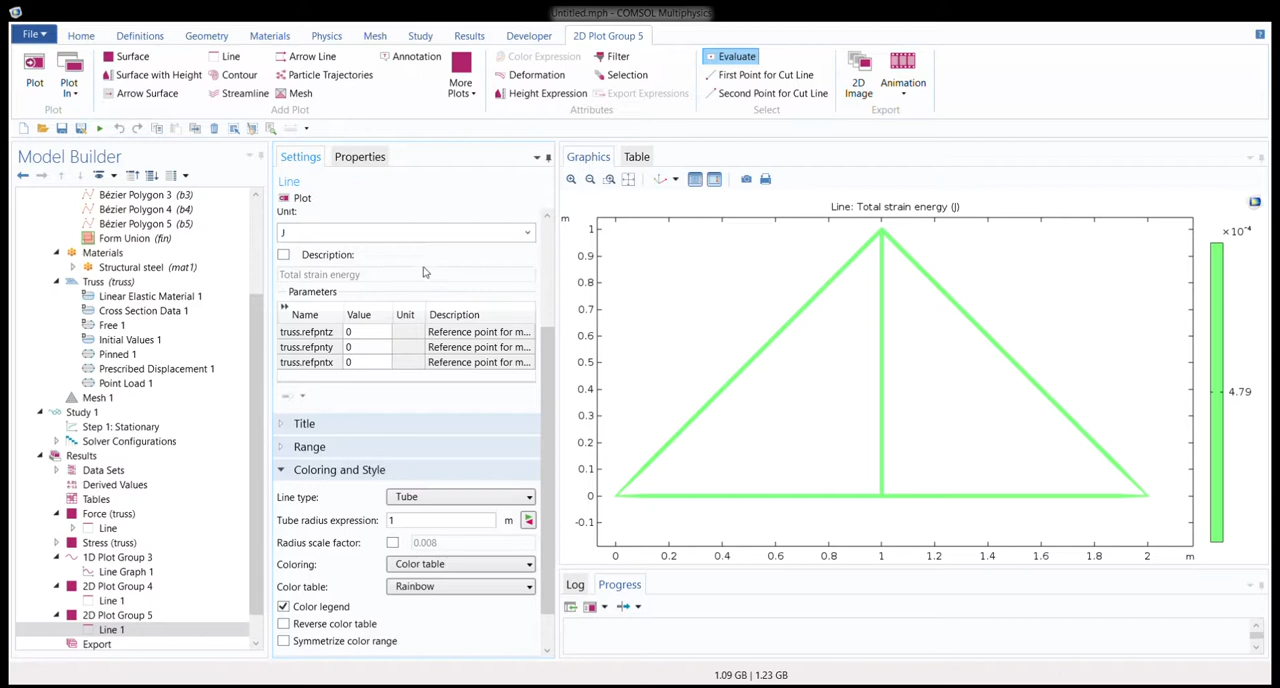 Untitled.mph - COMSOL Multiphysics
File
Home
Definitions
Geometry
Materials
Physics
Mesh
Study
Results
Developer
2D Plot Group 5
?
Plot
Plot In
Surface
Line
Arrow Line
Annotation
Surface with Height
Contour
Particle Trajectories
Arrow Surface
Streamline
Mesh
More Plots
Color Expression
Filter
Deformation
Selection
Height Expression
Export Expressions
Evaluate
First Point for Cut Line
Second Point for Cut Line
2D Image
Animation
Plot
Add Plot
Attributes
Select
Export
Model Builder
Bézier Polygon 3 (b3)
Bézier Polygon 4 (b4)
Bézier Polygon 5 (b5)
Form Union (fin)
Materials
Structural steel (mat1)
Truss (truss)
Linear Elastic Material 1
Cross Section Data 1
Free 1
Initial Values 1
Pinned 1
Prescribed Displacement 1
Point Load 1
Mesh 1
Study 1
Step 1: Stationary
Solver Configurations
Results
Data Sets
Derived Values
Tables
Force (truss)
Line
Stress (truss)
1D Plot Group 3
Line Graph 1
2D Plot Group 4
Line 1
2D Plot Group 5
Line 1
Export
Settings
Properties
Line
Plot
Unit:
J
Description:
Total strain energy
Parameters
Name Value Unit Description
truss.refpntz 0 Reference point for m...
truss.refpnty 0 Reference point for m...
truss.refpntx 0 Reference point for m...
Title
Range
Coloring and Style
Line type: Tube
Tube radius expression: 1 m
Radius scale factor: 0.008
Coloring: Color table
Color table: Rainbow
Color legend
Reverse color table
Symmetrize color range
Graphics
Table
Line: Total strain energy (J)
m
×10⁻⁴
1
0.9
0.8
0.7
0.6
0.5
0.4
0.3
0.2
0.1
0
-0.1
4.79
0 0.2 0.4 0.6 0.8 1 1.2 1.4 1.6 1.8 2 m
Log
Progress
1.09 GB | 1.23 GB